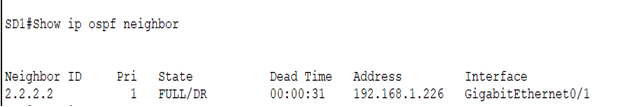 SD1#Show ip ospf neighbor
Neighbor ID Pri State Dead Time Address Interface
2.2.2.2 1 FULL/DR 00:00:31 192.168.1.226 GigabitEthernet0/1